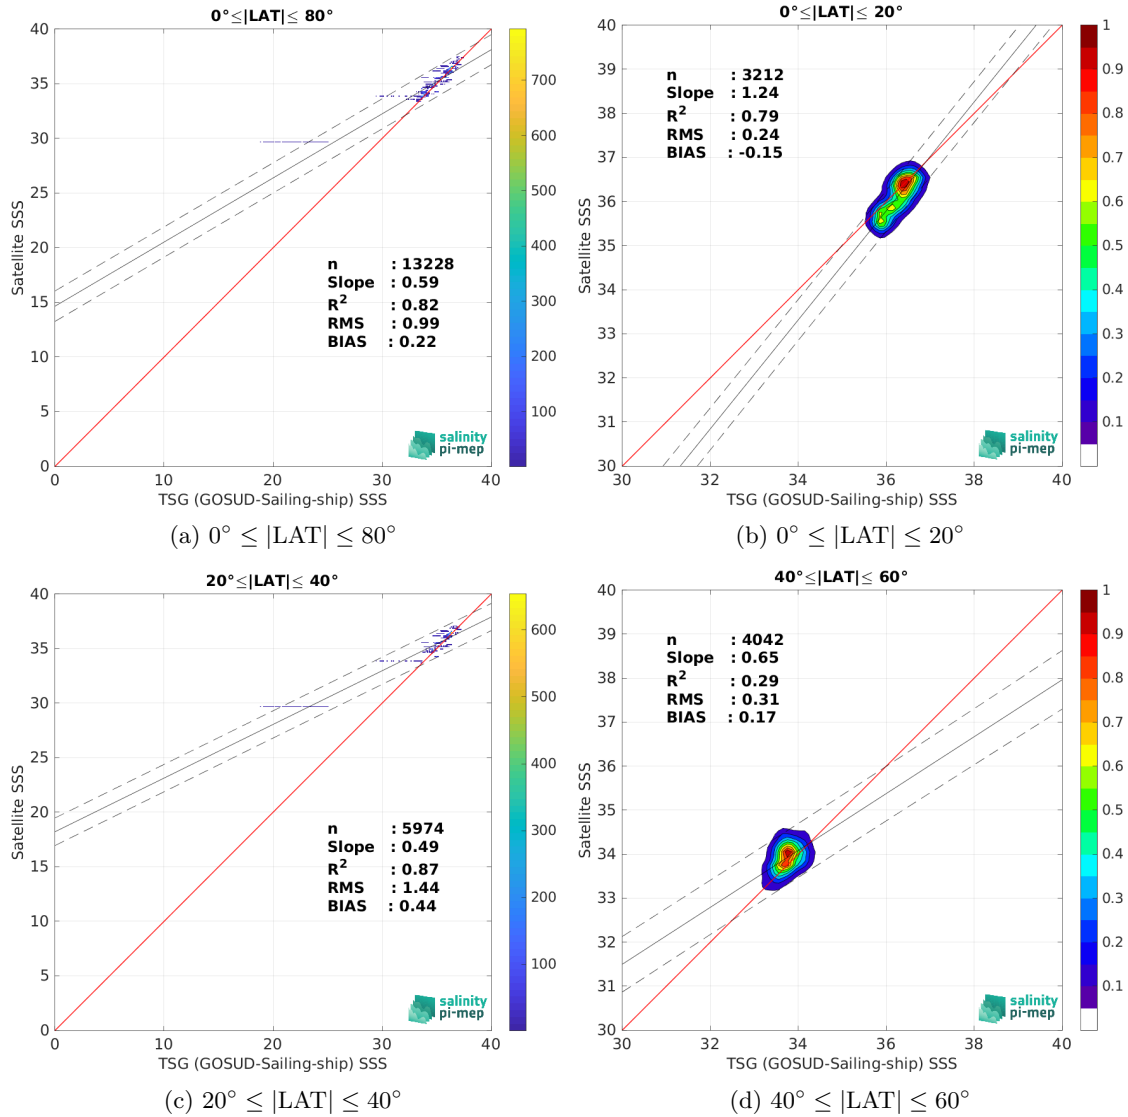 0°≤|LAT|≤ 80°
40
35
30
25
20
15
10
5
0
Satellite SSS
n : 13228
Slope : 0.59
R² : 0.82
RMS : 0.99
BIAS : 0.22
salinity
pi-mep
0 10 20 30 40
TSG (GOSUD-Sailing-ship) SSS
700
600
500
400
300
200
100
(a) 0° ≤ |LAT| ≤ 80°
0°≤|LAT|≤ 20°
40
39
38
37
36
35
34
33
32
31
30
Satellite SSS
n : 3212
Slope : 1.24
R² : 0.79
RMS : 0.24
BIAS : -0.15
salinity
pi-mep
30 32 34 36 38 40
TSG (GOSUD-Sailing-ship) SSS
1
0.9
0.8
0.7
0.6
0.5
0.4
0.3
0.2
0.1
(b) 0° ≤ |LAT| ≤ 20°
20°≤|LAT|≤ 40°
40
35
30
25
20
15
10
5
0
Satellite SSS
n : 5974
Slope : 0.49
R² : 0.87
RMS : 1.44
BIAS : 0.44
salinity
pi-mep
0 10 20 30 40
TSG (GOSUD-Sailing-ship) SSS
600
500
400
300
200
100
(c) 20° ≤ |LAT| ≤ 40°
40°≤|LAT|≤ 60°
40
39
38
37
36
35
34
33
32
31
30
Satellite SSS
n : 4042
Slope : 0.65
R² : 0.29
RMS : 0.31
BIAS : 0.17
salinity
pi-mep
30 32 34 36 38 40
TSG (GOSUD-Sailing-ship) SSS
1
0.9
0.8
0.7
0.6
0.5
0.4
0.3
0.2
0.1
(d) 40° ≤ |LAT| ≤ 60°